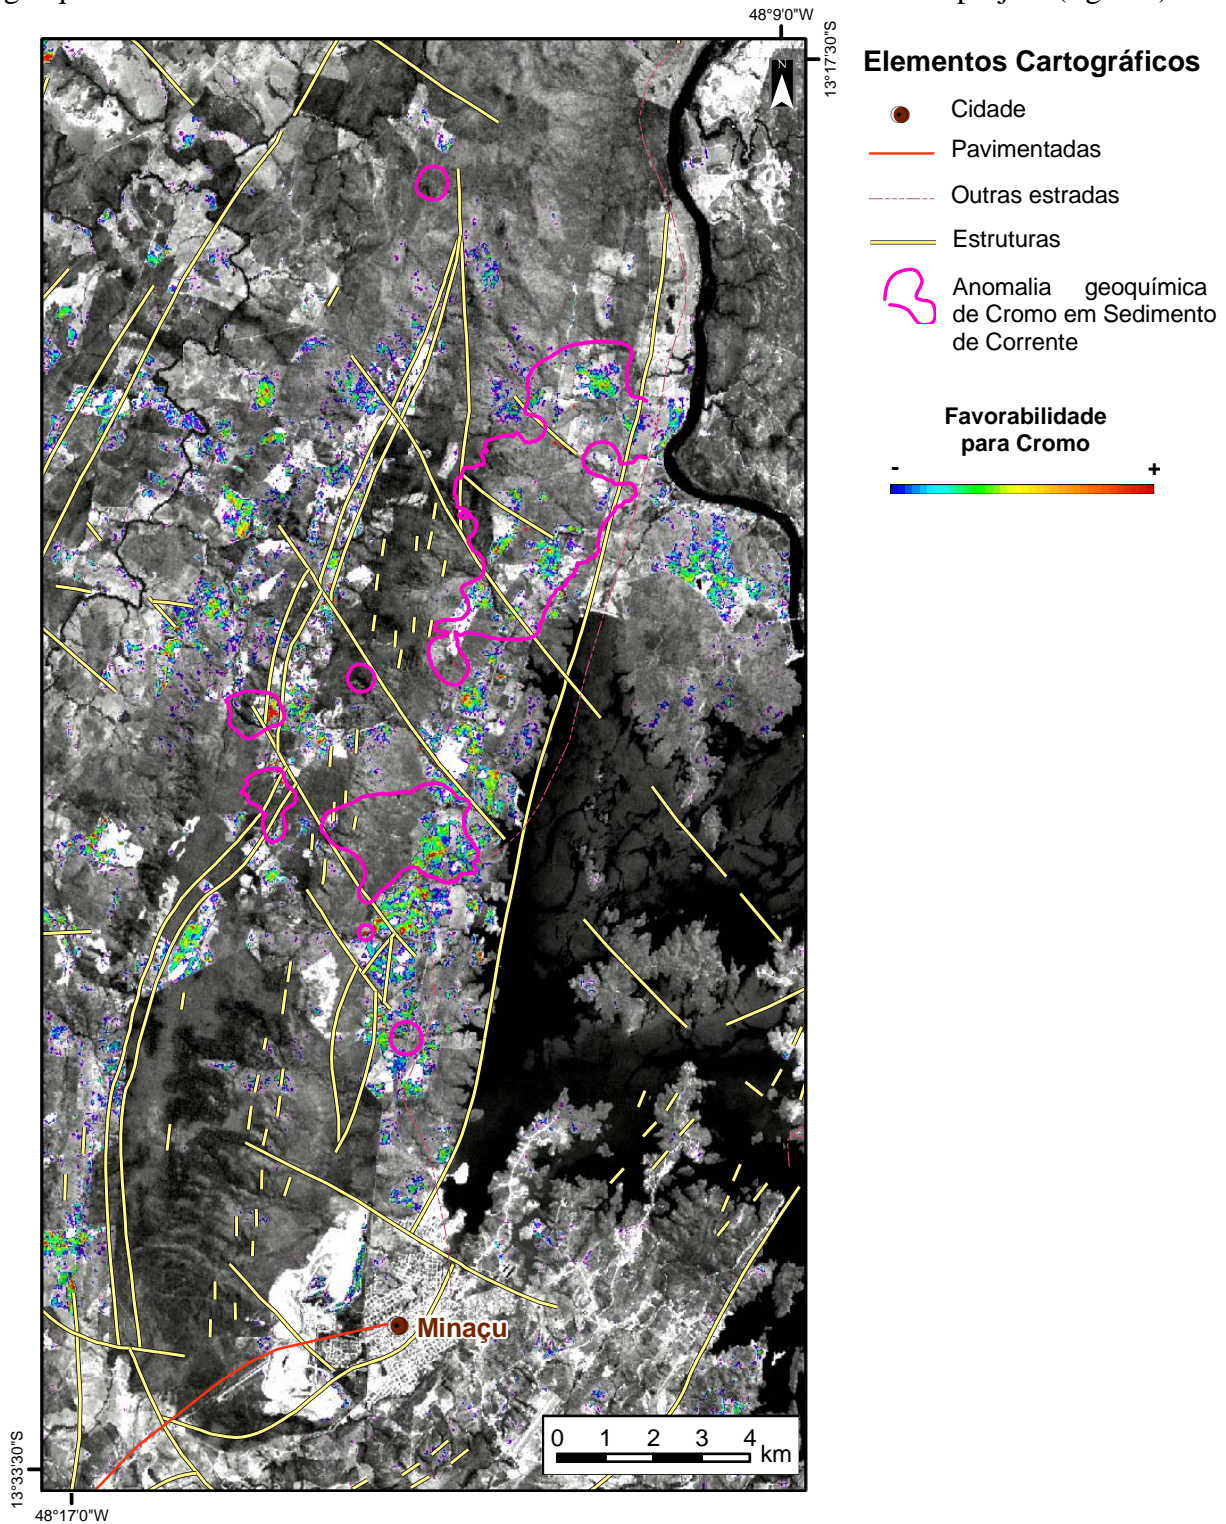 48°9'0"W
13°17'30"S
N
Elementos Cartográficos
Cidade
Pavimentadas
Outras estradas
Estruturas
Anomalia geoquímica
de Cromo em Sedimento
de Corrente
Favorabilidade
para Cromo
- +
Minaçu
0 1 2 3 4 km
13°33'30"S
48°17'0"W